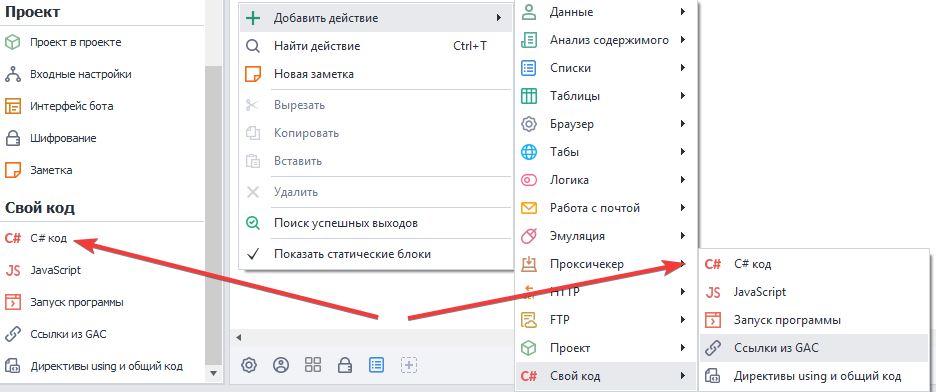 Проект
Проект в проекте
Входные настройки
Интерфейс бота
Шифрование
Заметка
Свой код
C# C# код
JS JavaScript
Запуск программы
Ссылки из GAC
Директивы using и общий код
Добавить действие
Найти действие Ctrl+T
Новая заметка
Вырезать
Копировать
Вставить
Удалить
Поиск успешных выходов
Показать статические блоки
Данные
Анализ содержимого
Списки
Таблицы
Браузер
Табы
Логика
Работа с почтой
Эмуляция
Проксичекер
HTTP
FTP
Проект
C# Свой код
C# C# код
JS JavaScript
Запуск программы
Ссылки из GAC
Директивы using и общий код